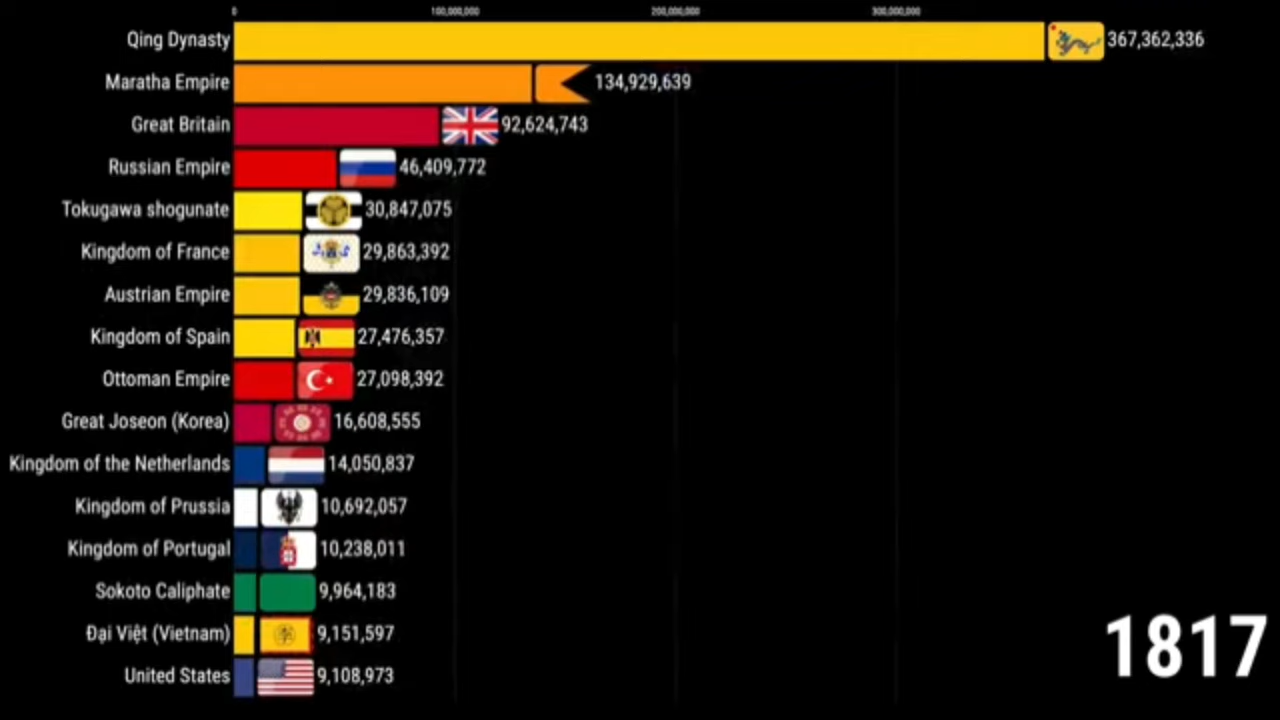 0 100,000,000 200,000,000 300,000,000
Qing Dynasty 367,362,336
Maratha Empire 134,929,639
Great Britain 92,624,743
Russian Empire 46,409,772
Tokugawa shogunate 30,847,075
Kingdom of France 29,863,392
Austrian Empire 29,836,109
Kingdom of Spain 27,476,357
Ottoman Empire 27,098,392
Great Joseon (Korea) 16,608,555
Kingdom of the Netherlands 14,050,837
Kingdom of Prussia 10,692,057
Kingdom of Portugal 10,238,011
Sokoto Caliphate 9,964,183
Đại Việt (Vietnam) 9,151,597
United States 9,108,973
1817